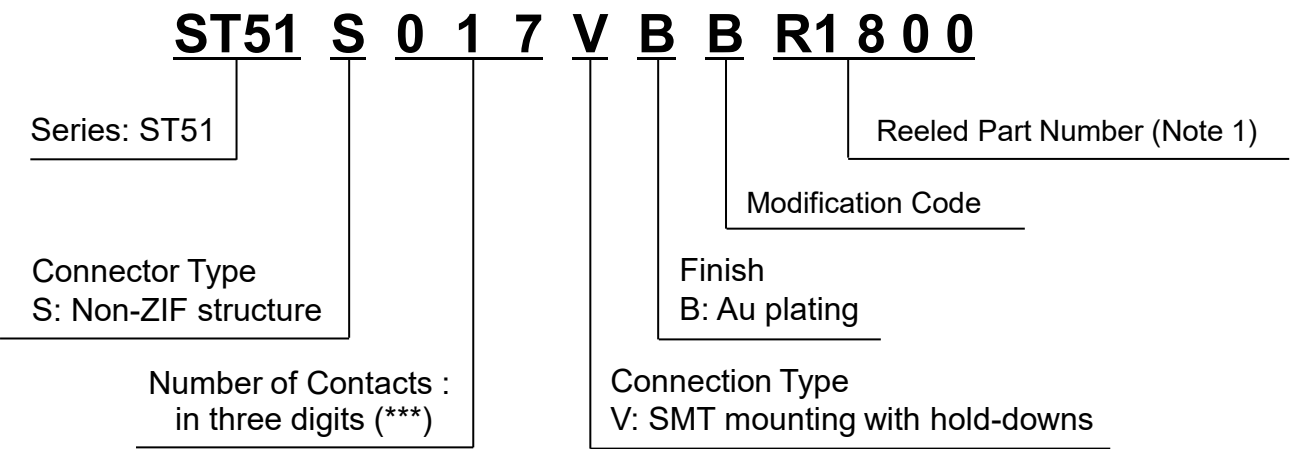 ST51 S 0 1 7 V B B R1 8 0 0
Series: ST51
Reeled Part Number (Note 1)
Modification Code
Connector Type
S: Non-ZIF structure
Finish
B: Au plating
Number of Contacts :
in three digits (***)
Connection Type
V: SMT mounting with hold-downs